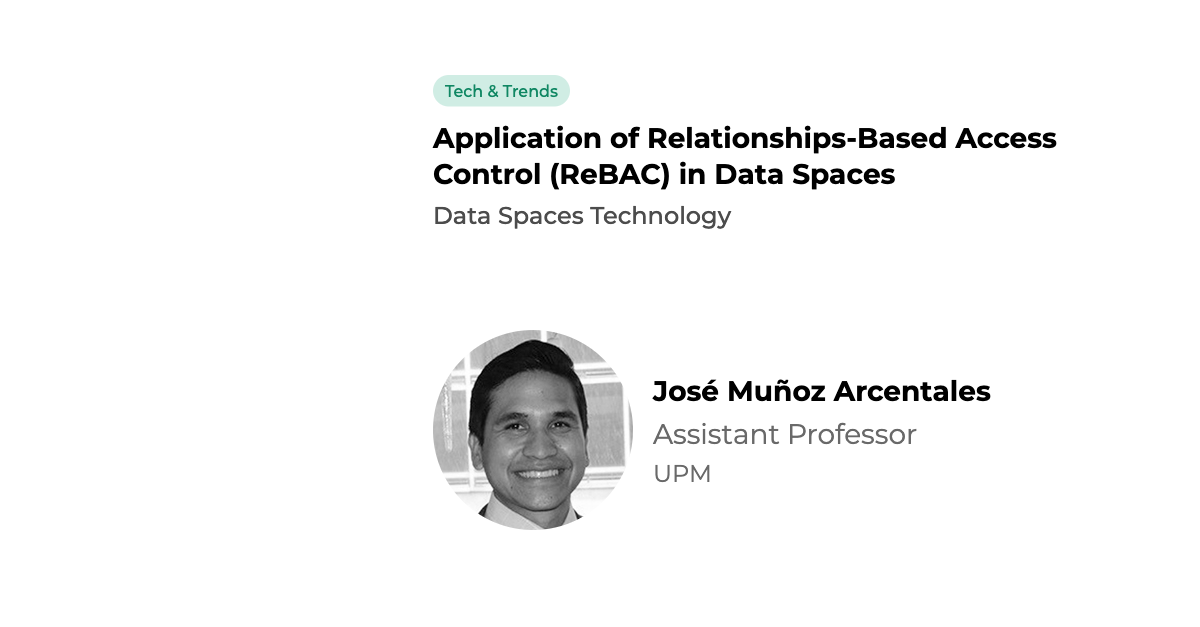 Tech & Trends
Application of Relationships-Based Access
Control (ReBAC) in Data Spaces
Data Spaces Technology
José Muñoz Arcentales
Assistant Professor
UPM